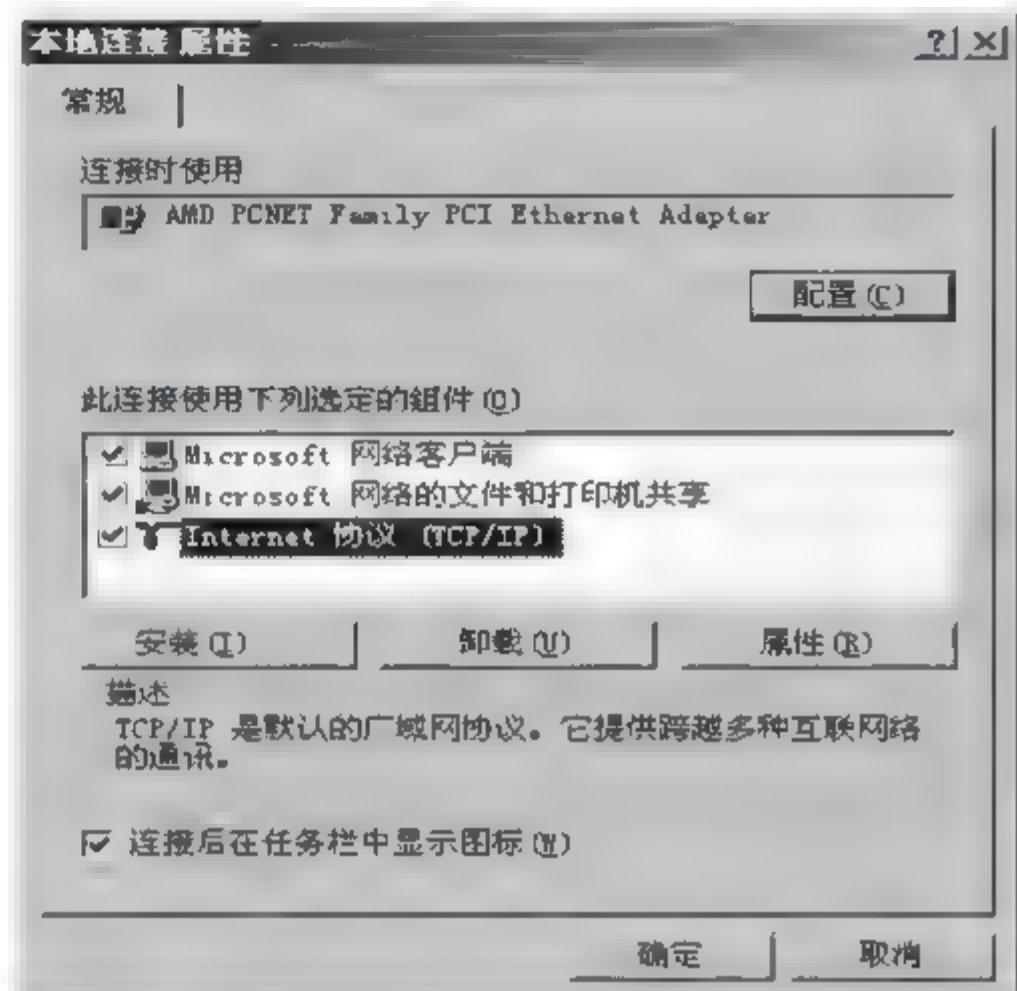 本地连接 属性
常规
连接时使用
AMD PCNET Family PCI Ethernet Adapter
配置(C)
此连接使用下列选定的组件(O)
Microsoft 网络客户端
Microsoft 网络的文件和打印机共享
Internet 协议 (TCP/IP)
安装(I) 卸载(U) 属性(R)
描述
TCP/IP 是默认的广域网协议。它提供跨越多种互联网络
的通讯。
连接后在任务栏中显示图标(W)
确定 取消